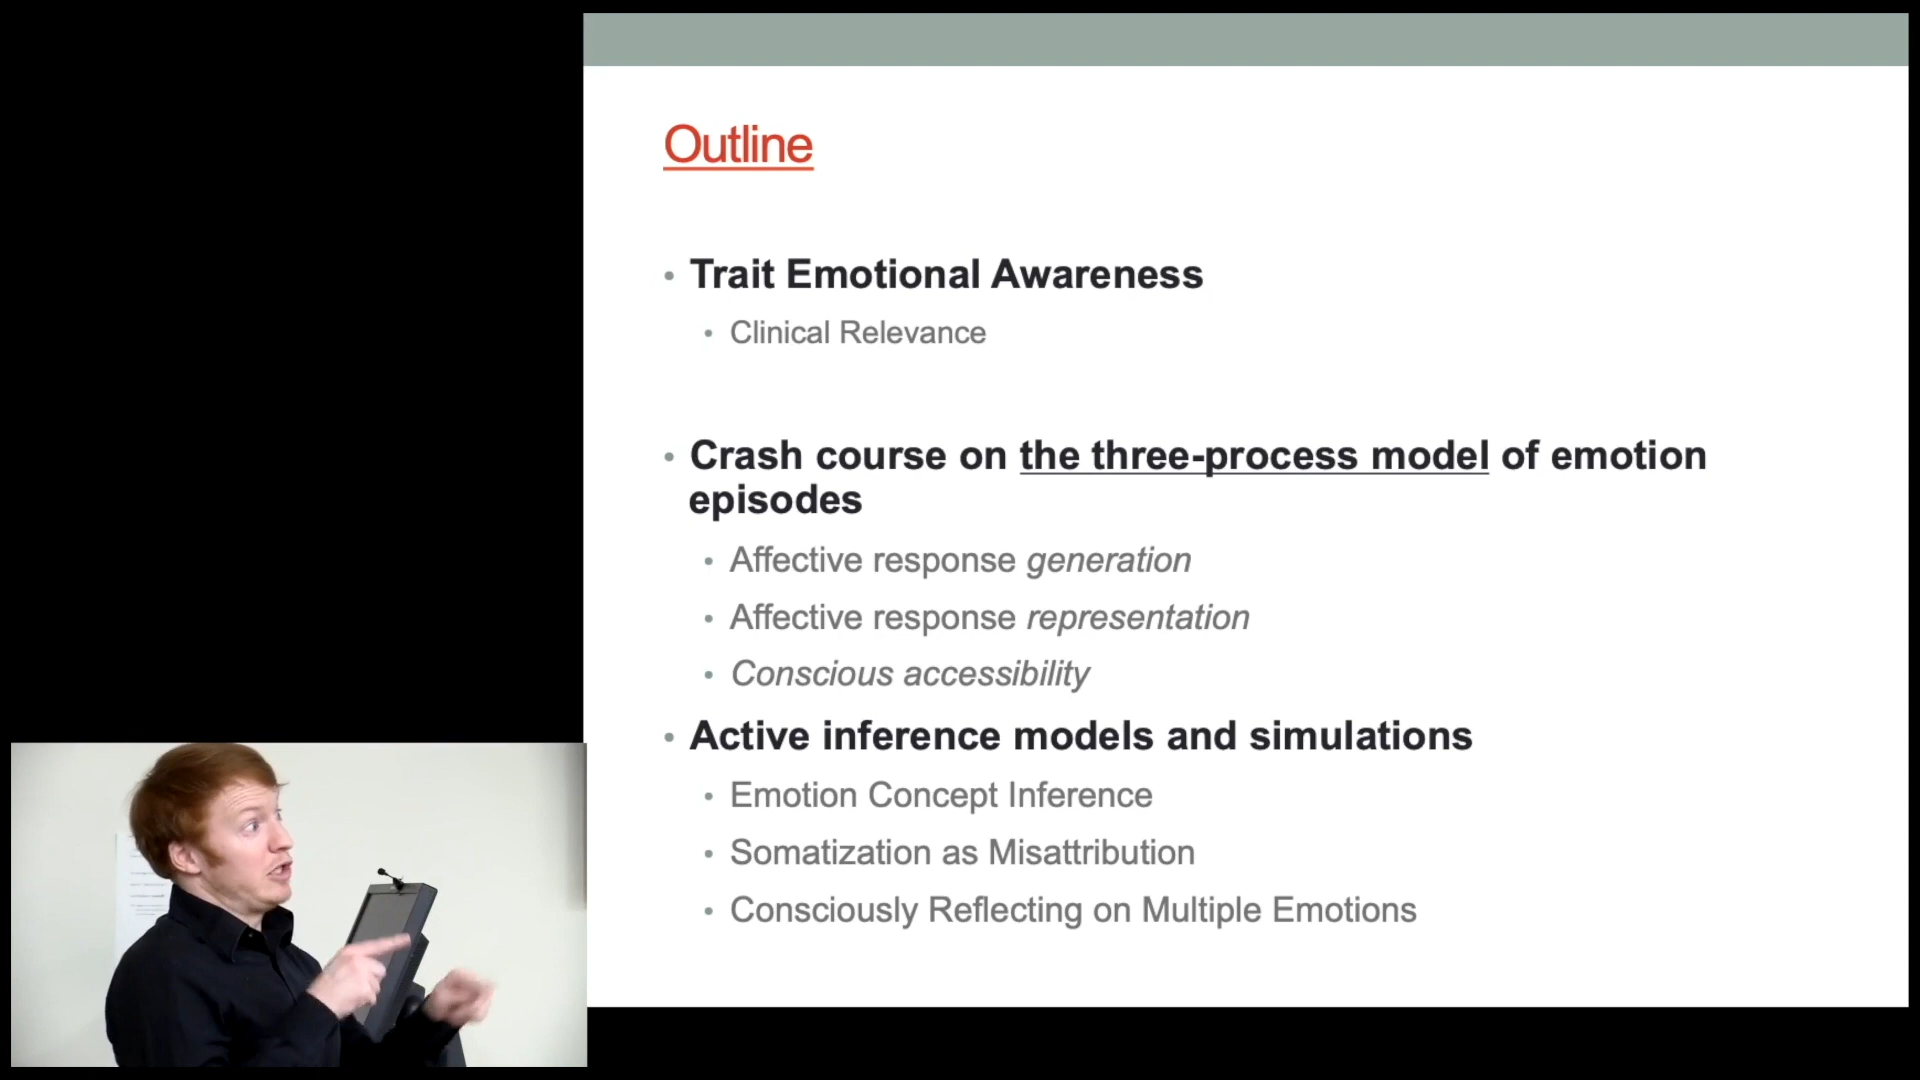 Outline
• Trait Emotional Awareness
• Clinical Relevance
• Crash course on the three-process model of emotion
episodes
• Affective response generation
• Affective response representation
• Conscious accessibility
• Active inference models and simulations
• Emotion Concept Inference
• Somatization as Misattribution
• Consciously Reflecting on Multiple Emotions